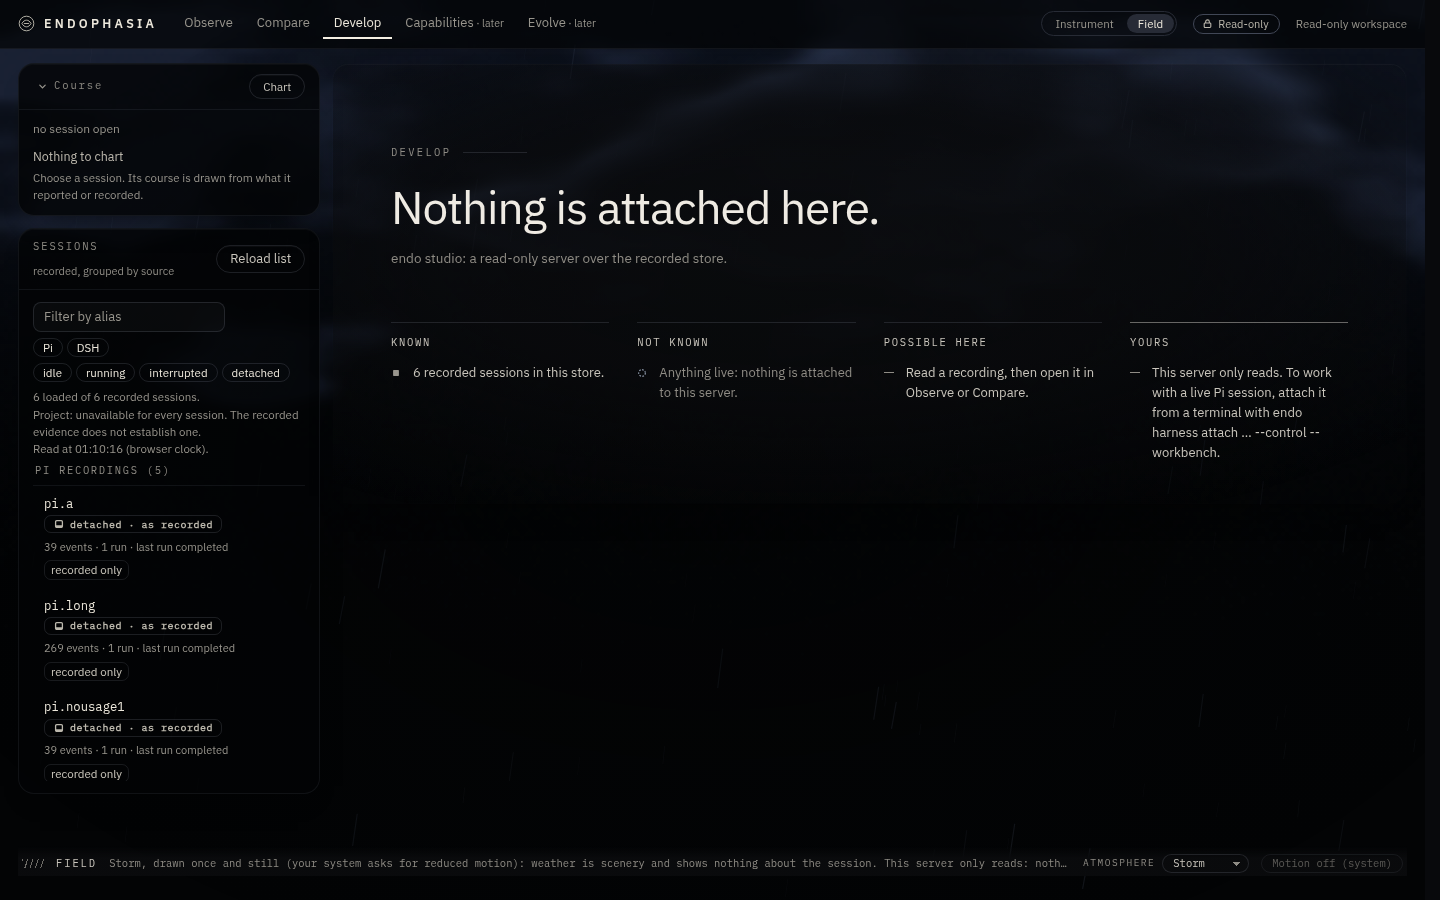 ENDOPHASIA
Observe
Compare
Develop
Capabilities · later
Evolve · later
Instrument
Field
Read-only
Read-only workspace
Course
Chart
no session open
Nothing to chart
Choose a session. Its course is drawn from what it
reported or recorded.
SESSIONS
recorded, grouped by source
Reload list
Filter by alias
Pi
DSH
idle
running
interrupted
detached
6 loaded of 6 recorded sessions.
Project: unavailable for every session. The recorded
evidence does not establish one.
Read at 01:10:16 (browser clock).
PI RECORDINGS (5)
pi.a
detached · as recorded
39 events · 1 run · last run completed
recorded only
pi.long
detached · as recorded
269 events · 1 run · last run completed
recorded only
pi.nousage1
detached · as recorded
39 events · 1 run · last run completed
recorded only
DEVELOP
Nothing is attached here.
endo studio: a read-only server over the recorded store.
KNOWN
6 recorded sessions in this store.
NOT KNOWN
Anything live: nothing is attached
to this server.
POSSIBLE HERE
Read a recording, then open it in
Observe or Compare.
YOURS
This server only reads. To work
with a live Pi session, attach it
from a terminal with endo
harness attach … --control --
workbench.
FIELD
Storm, drawn once and still (your system asks for reduced motion): weather is scenery and shows nothing about the session. This server only reads: noth…
ATMOSPHERE
Storm
Motion off (system)